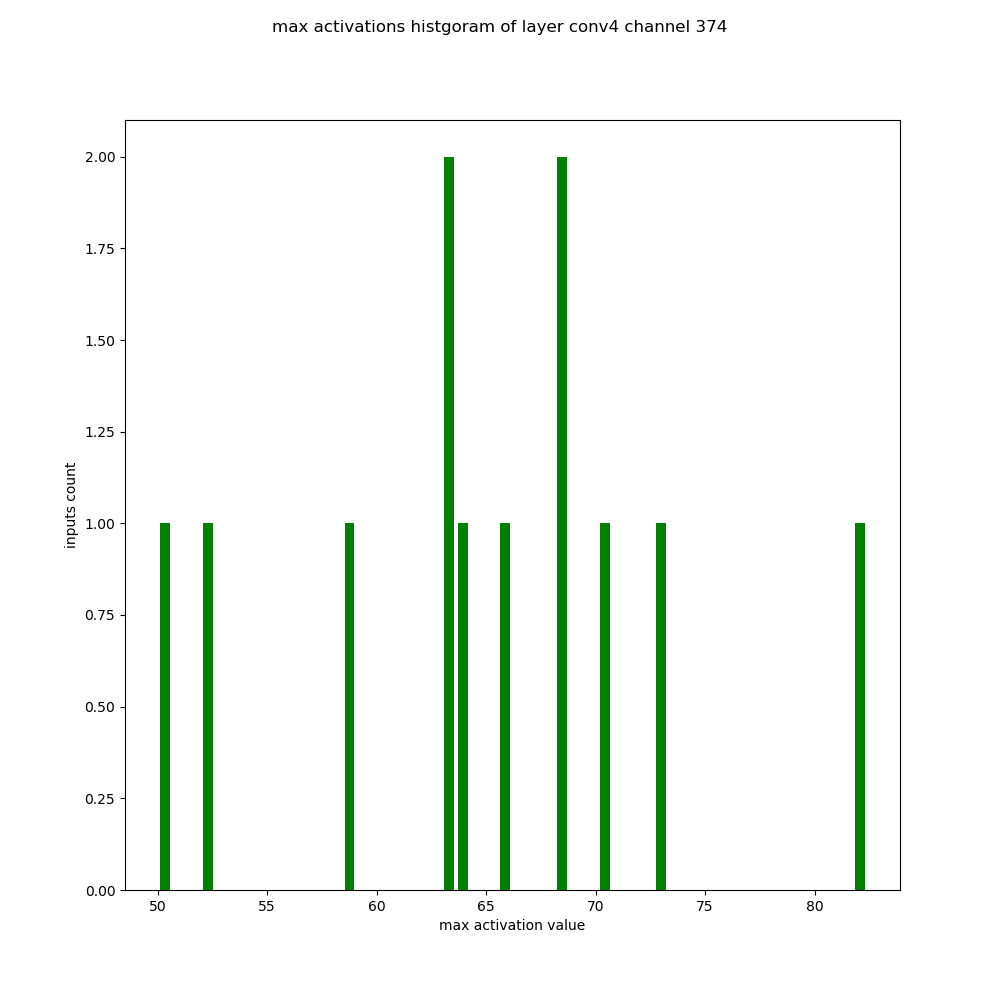 max activations histgoram of layer conv4 channel 374
2.00
1.75
1.50
1.25
1.00
0.75
0.50
0.25
0.00
inputs count
50 55 60 65 70 75 80
max activation value